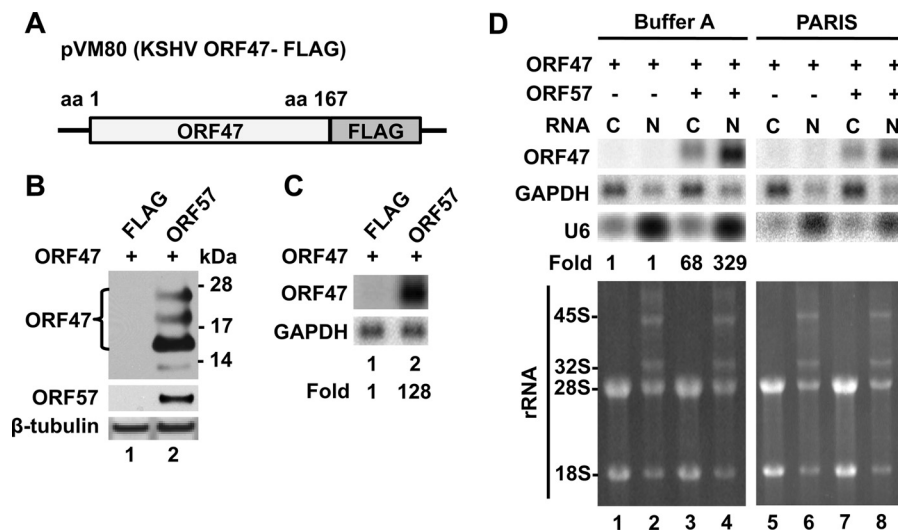 A
pVM80 (KSHV ORF47- FLAG)
aa 1 aa 167
ORF47 FLAG
B
FLAG ORF57
ORF47 + kDa
ORF47
28
17
14
ORF57
β-tubulin
1 2
C
FLAG ORF57
ORF47 +
ORF47
GAPDH
1 2
Fold 1 128
D
Buffer A PARIS
ORF47 + + + + + + + +
ORF57 - - + + - - + +
RNA C N C N C N C N
ORF47
GAPDH
U6
Fold 1 1 68 329
rRNA
45S
32S
28S
18S
1 2 3 4 5 6 7 8